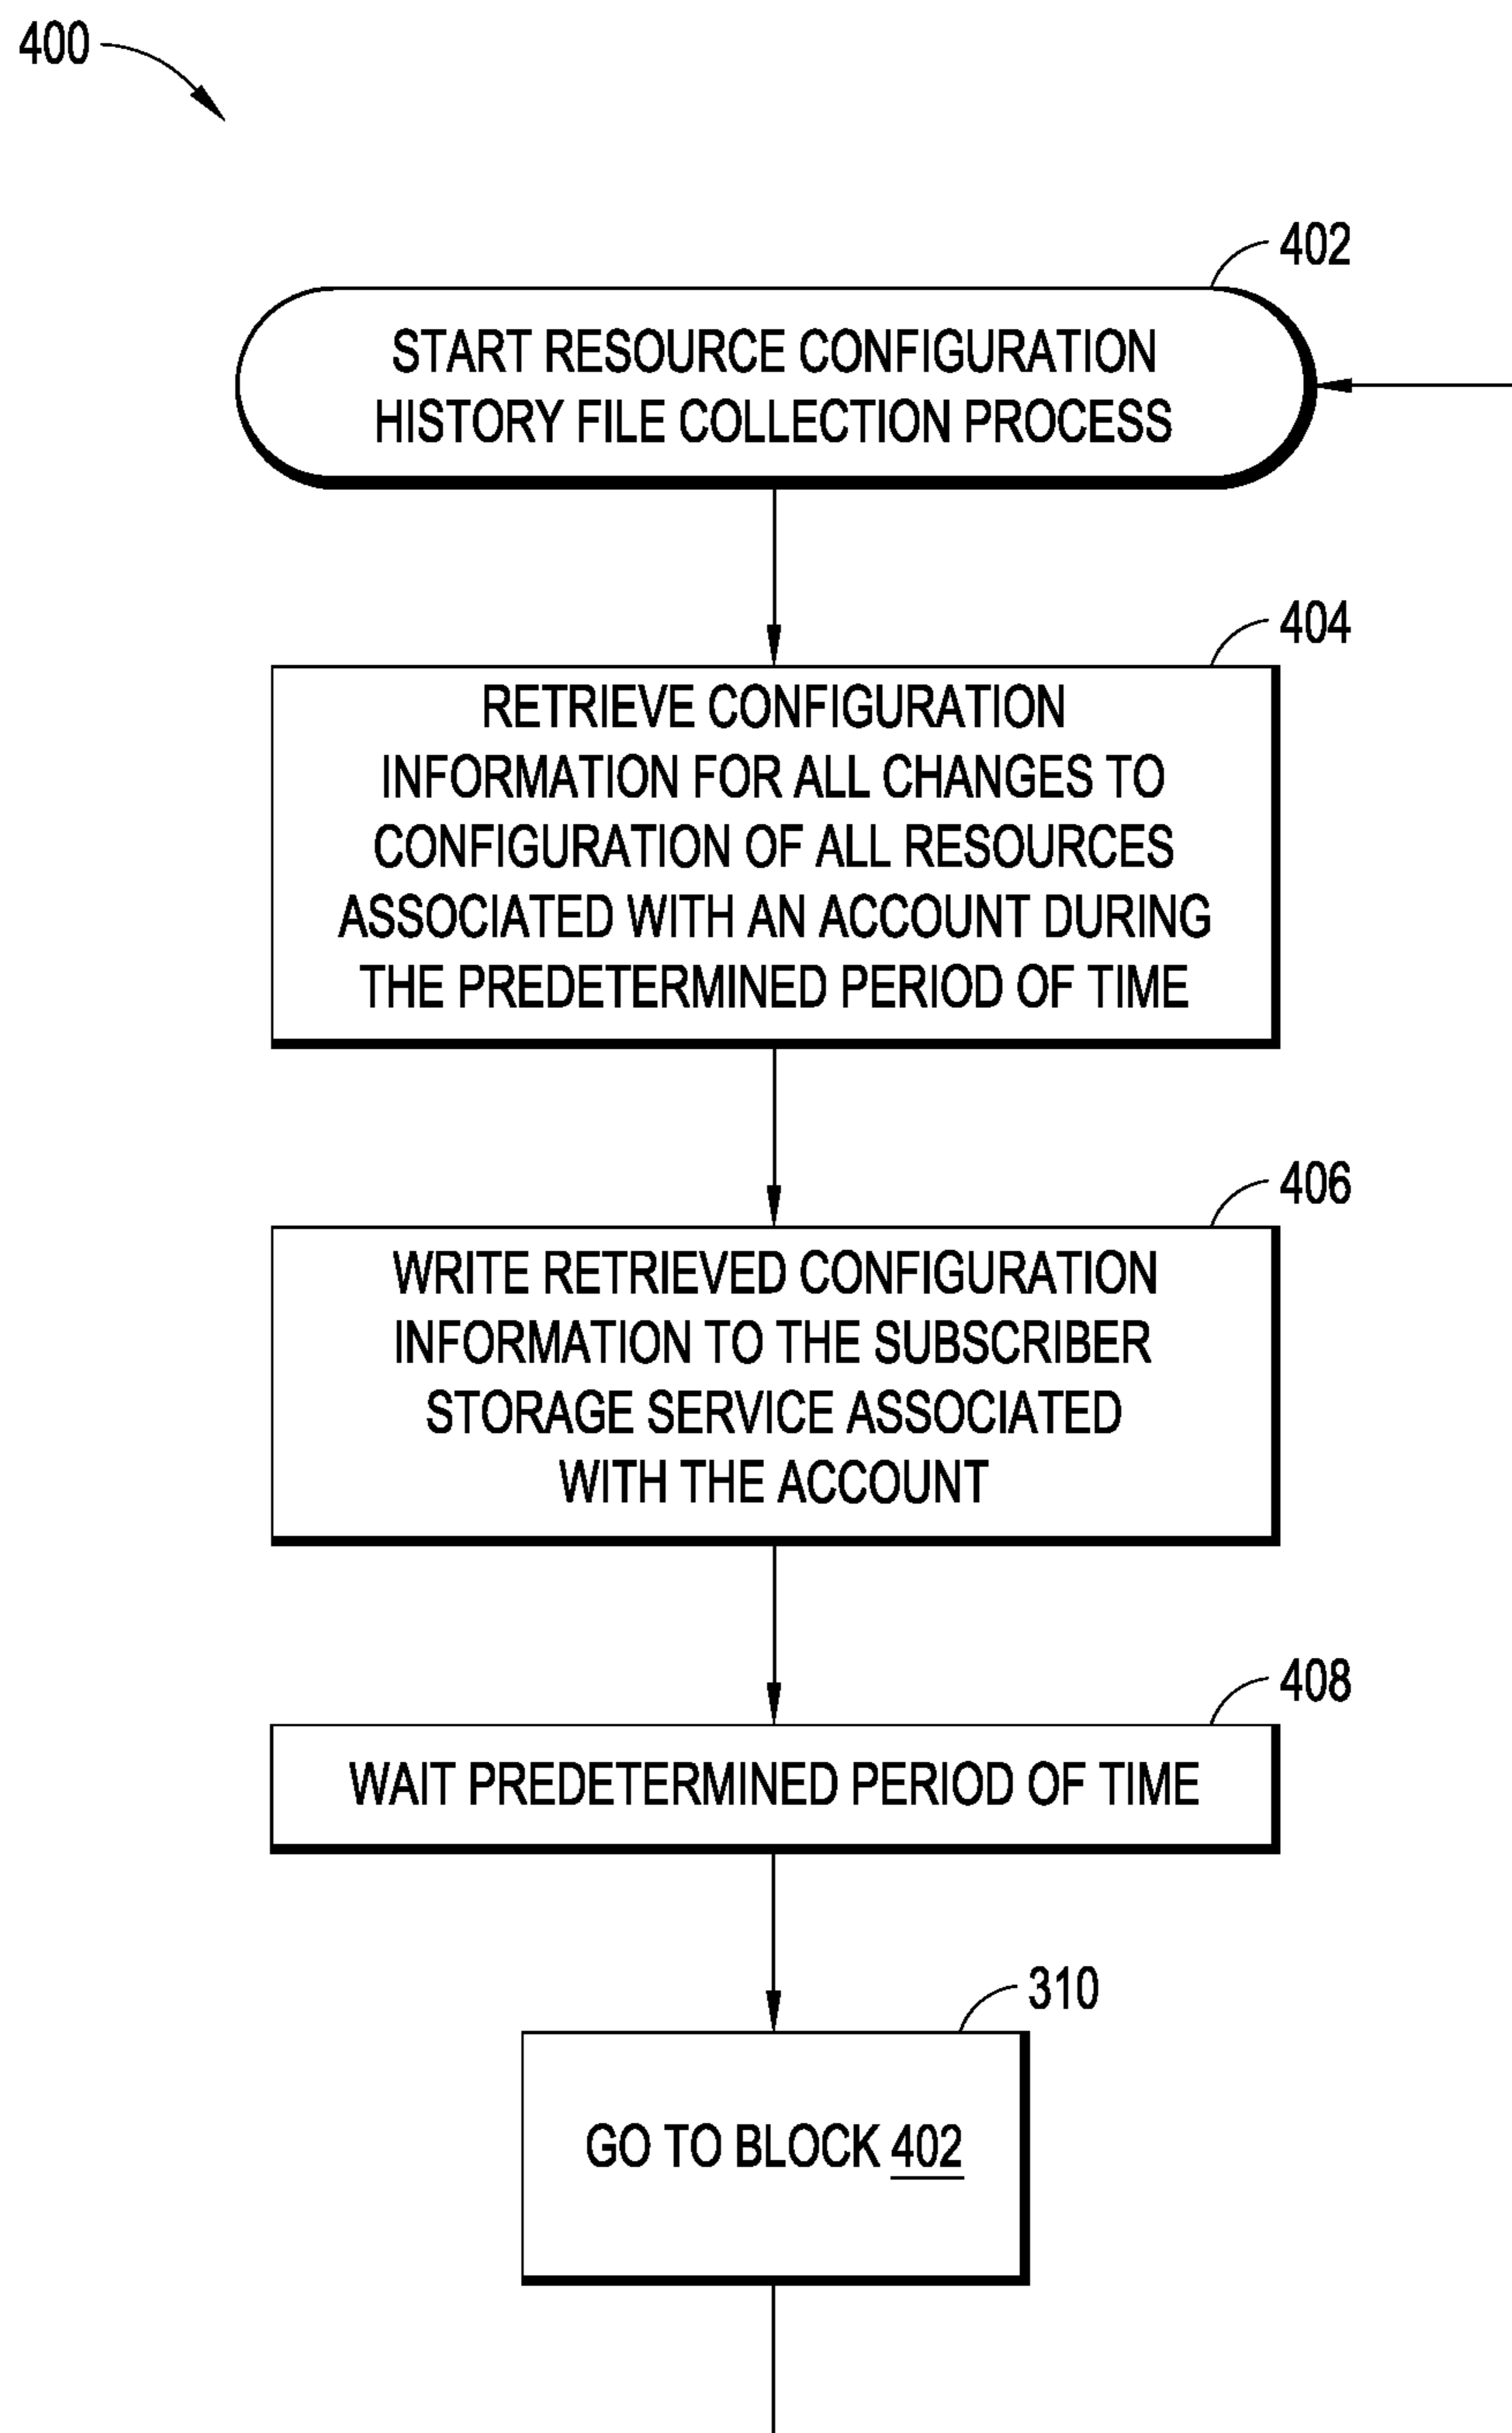 400
402
START RESOURCE CONFIGURATION
HISTORY FILE COLLECTION PROCESS
404
RETRIEVE CONFIGURATION
INFORMATION FOR ALL CHANGES TO
CONFIGURATION OF ALL RESOURCES
ASSOCIATED WITH AN ACCOUNT DURING
THE PREDETERMINED PERIOD OF TIME
406
WRITE RETRIEVED CONFIGURATION
INFORMATION TO THE SUBSCRIBER
STORAGE SERVICE ASSOCIATED
WITH THE ACCOUNT
408
WAIT PREDETERMINED PERIOD OF TIME
310
GO TO BLOCK 402